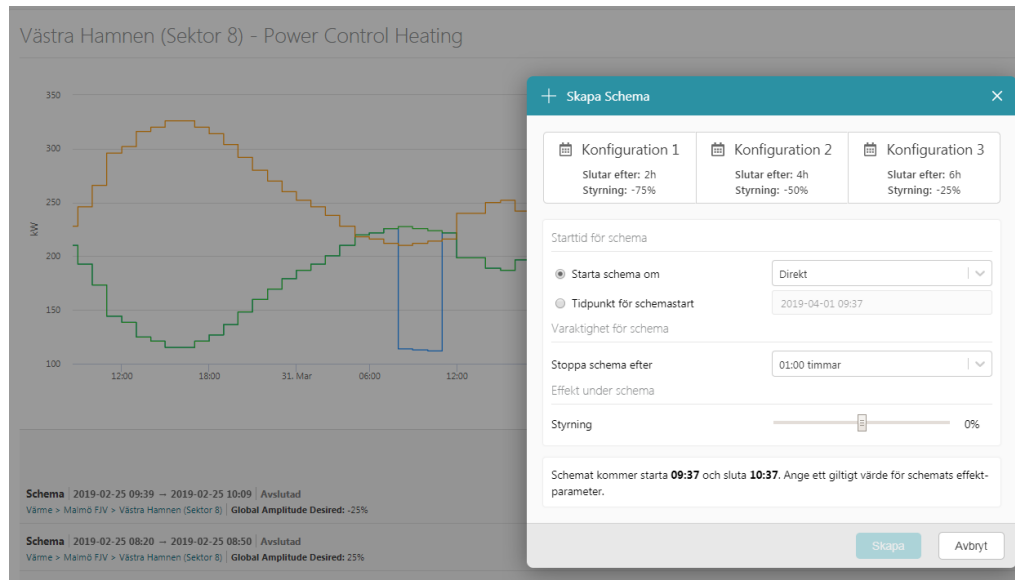 Västra Hamnen (Sektor 8) - Power Control Heating
350
300
250
200
150
100
kW
12:00
18:00
31. Mar
06:00
12:00
Schema | 2019-02-25 09:39 → 2019-02-25 10:09 | Avslutad
Värme > Malmö FJV > Västra Hamnen (Sektor 8) | Global Amplitude Desired: -25%
Schema | 2019-02-25 08:20 → 2019-02-25 08:50 | Avslutad
Värme > Malmö FJV > Västra Hamnen (Sektor 8) | Global Amplitude Desired: 25%
Skapa Schema
Konfiguration 1
Slutar efter: 2h
Styrning: -75%
Konfiguration 2
Slutar efter: 4h
Styrning: -50%
Konfiguration 3
Slutar efter: 6h
Styrning: -25%
Starttid för schema
Starta schema om
Direkt
Tidpunkt för schemastart
2019-04-01 09:37
Varaktighet för schema
Stoppa schema efter
01:00 timmar
Effekt under schema
Styrning
0%
Schemat kommer starta 09:37 och sluta 10:37. Ange ett giltigt värde för schemats effekt-
parameter.
Skapa
Avbryt